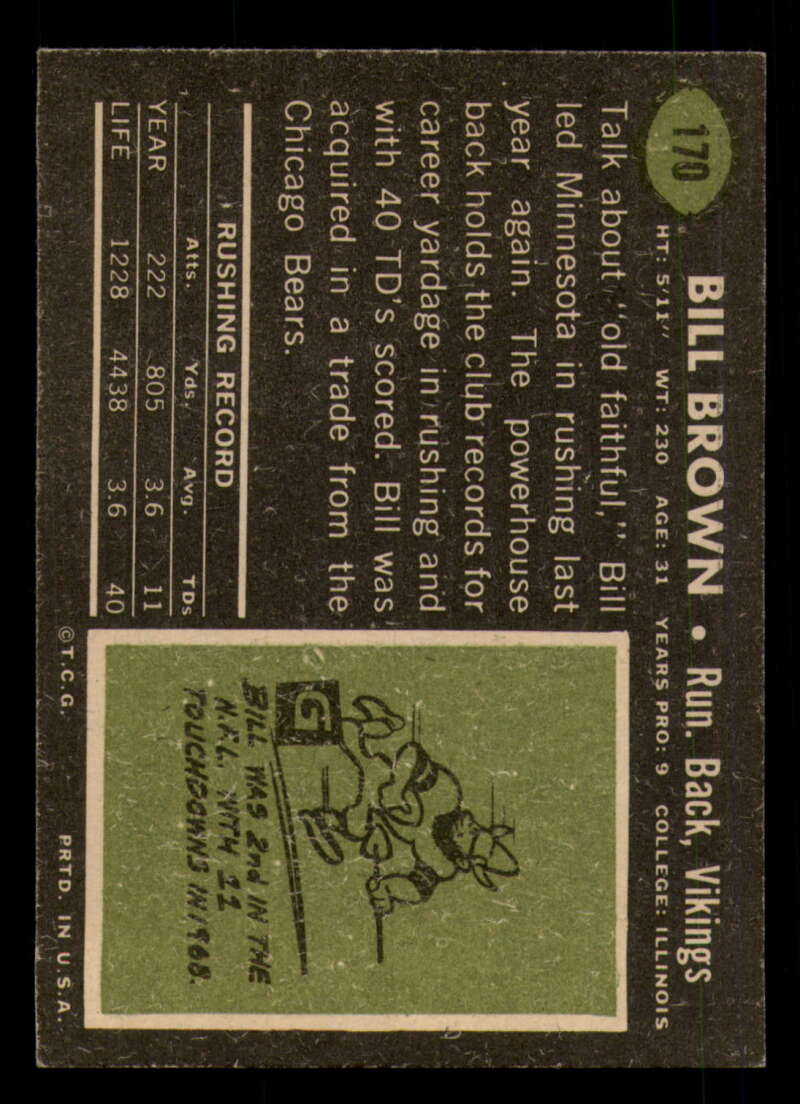 170
BILL BROWN • Run. Back, Vikings
HT: 5'11" WT: 230 AGE: 31 YEARS PRO: 9 COLLEGE: ILLINOIS
Talk about "old faithful," Bill
led Minnesota in rushing last
year again. The powerhouse
back holds the club records for
career yardage in rushing and
with 40 TD's scored. Bill was
acquired in a trade from the
Chicago Bears.
RUSHING RECORD
Atts. Yds. Avg. TDs
YEAR 222 805 3.6 11
LIFE 1228 4438 3.6 40
G
BILL WAS 2nd IN THE
N.F.L. WITH 11
TOUCHDOWNS IN 1968.
© T.C.G. PRTD. IN U.S.A.